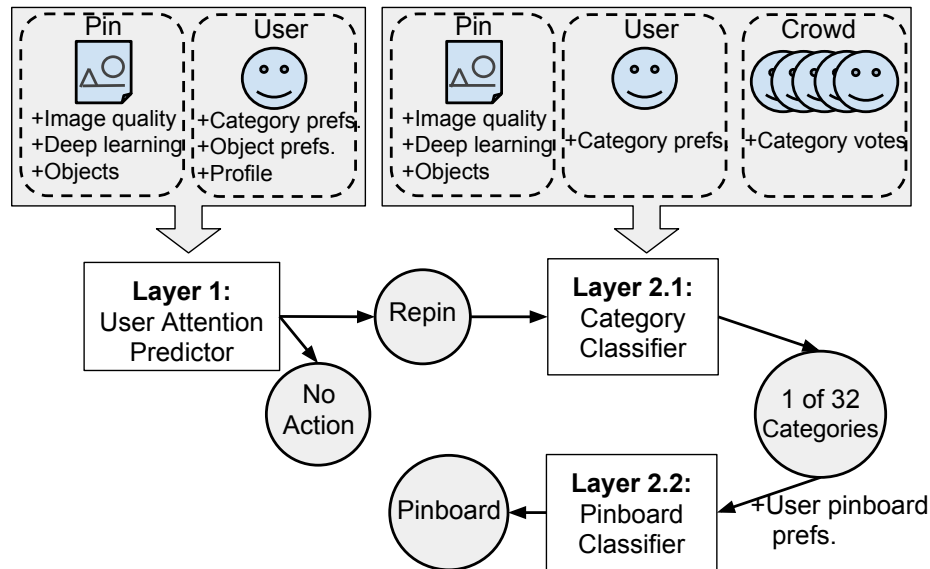 Pin
+Image quality
+Deep learning
+Objects
User
+Category prefs.
+Object prefs.
+Profile
Pin
+Image quality
+Deep learning
+Objects
User
+Category prefs.
Crowd
+Category votes
Layer 1:
User Attention
Predictor
Repin
No
Action
Layer 2.1:
Category
Classifier
1 of 32
Categories
+User pinboard
prefs.
Layer 2.2:
Pinboard
Classifier
Pinboard